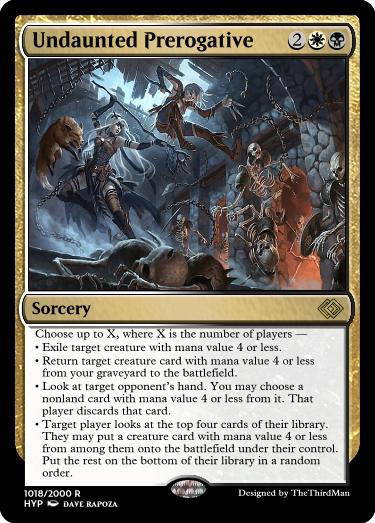 Undaunted Prerogative 2
Sorcery
Choose up to X, where X is the number of players —
• Exile target creature with mana value 4 or less.
• Return target creature card with mana value 4 or less
from your graveyard to the battlefield.
• Look at target opponent's hand. You may choose a
nonland card with mana value 4 or less from it. That
player discards that card.
• Target player looks at the top four cards of their library.
They may put a creature card with mana value 4 or less
from among them onto the battlefield under their control.
Put the rest on the bottom of their library in a random
order.
1018/2000 R
HYP DAVE RAPOZA Designed by TheThirdMan